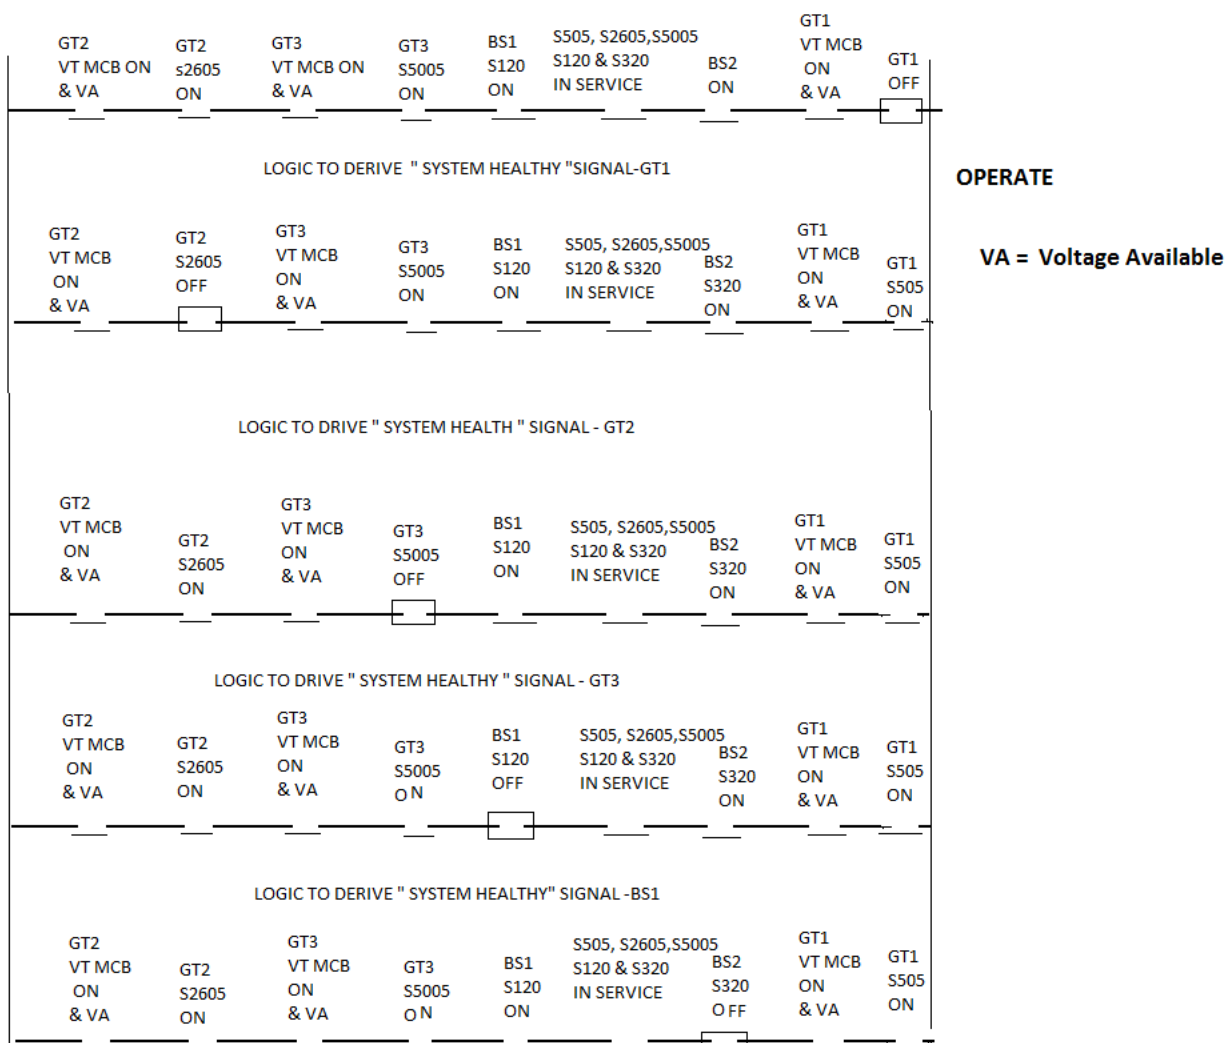 GT2
VT MCB ON
& VA
GT2
s2605
ON
GT3
VT MCB ON
& VA
GT3
S5005
ON
BS1
S120
ON
S505, S2605,S5005
S120 & S320
IN SERVICE
BS2
ON
GT1
VT MCB
ON
& VA
GT1
OFF
LOGIC TO DERIVE " SYSTEM HEALTHY "SIGNAL-GT1
OPERATE
VA = Voltage Available
GT2
VT MCB
ON
& VA
GT2
S2605
OFF
GT3
VT MCB
ON
& VA
GT3
S5005
ON
BS1
S120
ON
S505, S2605,S5005
S120 & S320
IN SERVICE
BS2
S320
ON
GT1
VT MCB
ON
& VA
GT1
S505
ON
LOGIC TO DRIVE " SYSTEM HEALTH " SIGNAL - GT2
GT2
VT MCB
ON
& VA
GT2
S2605
ON
GT3
VT MCB
ON
& VA
GT3
S5005
OFF
BS1
S120
ON
S505, S2605,S5005
S120 & S320
IN SERVICE
BS2
S320
ON
GT1
VT MCB
ON
& VA
GT1
S505
ON
LOGIC TO DRIVE " SYSTEM HEALTHY " SIGNAL - GT3
GT2
VT MCB
ON
& VA
GT2
S2605
ON
GT3
VT MCB
ON
& VA
GT3
S5005
ON
BS1
S120
OFF
S505, S2605,S5005
S120 & S320
IN SERVICE
BS2
S320
ON
GT1
VT MCB
ON
& VA
GT1
S505
ON
LOGIC TO DERIVE " SYSTEM HEALTHY" SIGNAL -BS1
GT2
VT MCB
ON
& VA
GT2
S2605
ON
GT3
VT MCB
ON
& VA
GT3
S5005
ON
BS1
S120
ON
S505, S2605,S5005
S120 & S320
IN SERVICE
BS2
S320
OFF
GT1
VT MCB
ON
& VA
GT1
S505
ON